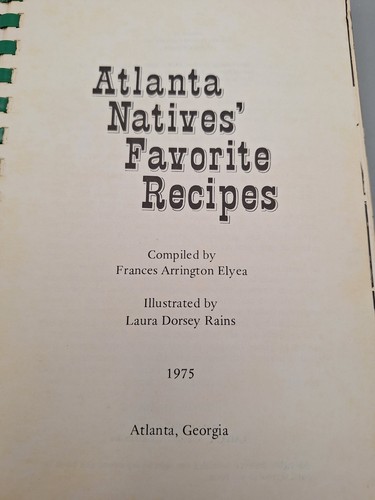 Atlanta
Natives'
Favorite
Recipes
Compiled by
Frances Arrington Elyea
Illustrated by
Laura Dorsey Rains
1975
Atlanta, Georgia